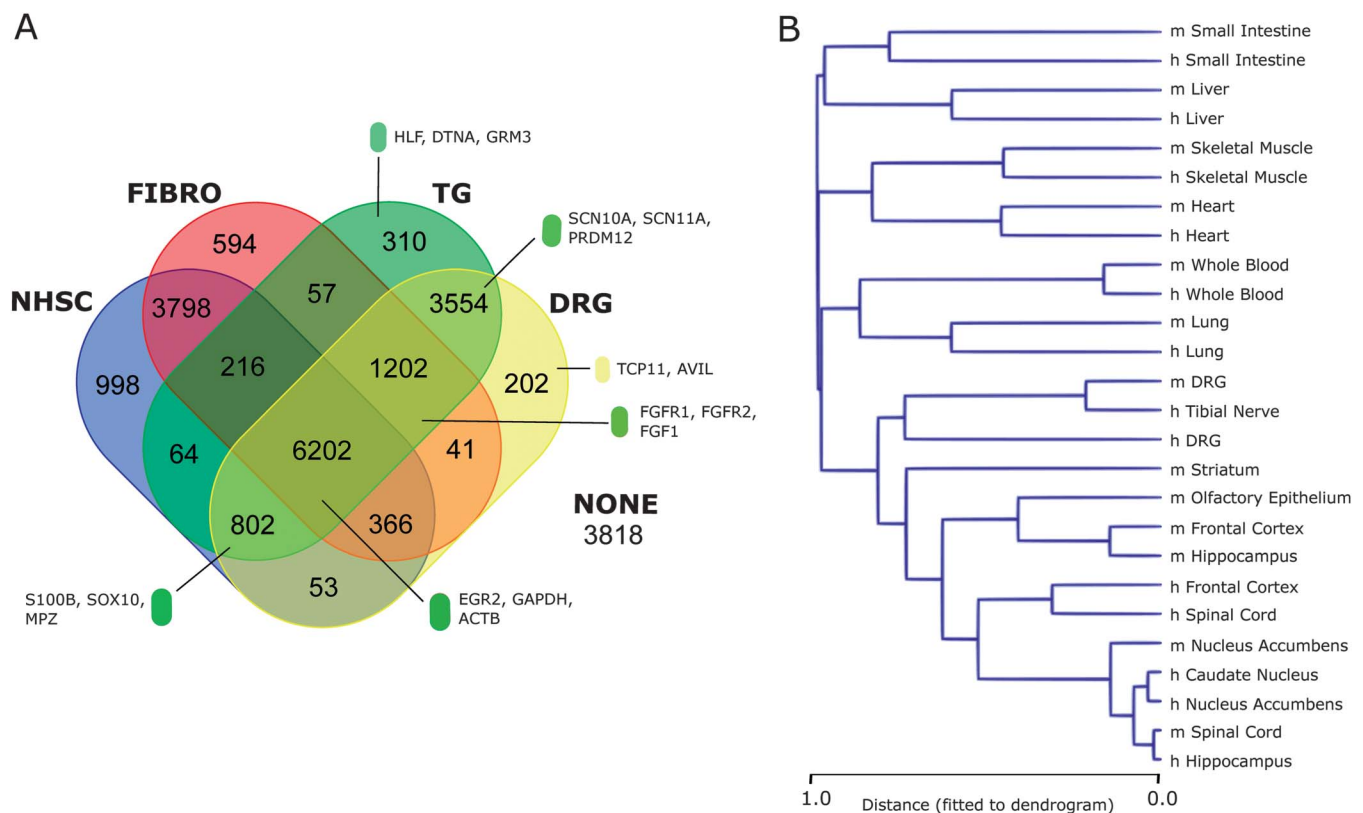 A
HLF, DTNA, GRM3
FIBRO
TG
594
310
SCN10A, SCN11A,
PRDM12
NHSC
3798
57
3554
DRG
998
216
1202
202
TCP11, AVIL
FGFR1, FGFR2,
FGF1
64
6202
41
802
366
NONE
3818
53
S100B, SOX10,
MPZ
EGR2, GAPDH,
ACTB
B
m Small Intestine
h Small Intestine
m Liver
h Liver
m Skeletal Muscle
h Skeletal Muscle
m Heart
h Heart
m Whole Blood
h Whole Blood
m Lung
h Lung
m DRG
h Tibial Nerve
h DRG
m Striatum
m Olfactory Epithelium
m Frontal Cortex
m Hippocampus
h Frontal Cortex
h Spinal Cord
m Nucleus Accumbens
h Caudate Nucleus
h Nucleus Accumbens
m Spinal Cord
h Hippocampus
1.0 Distance (fitted to dendrogram) 0.0